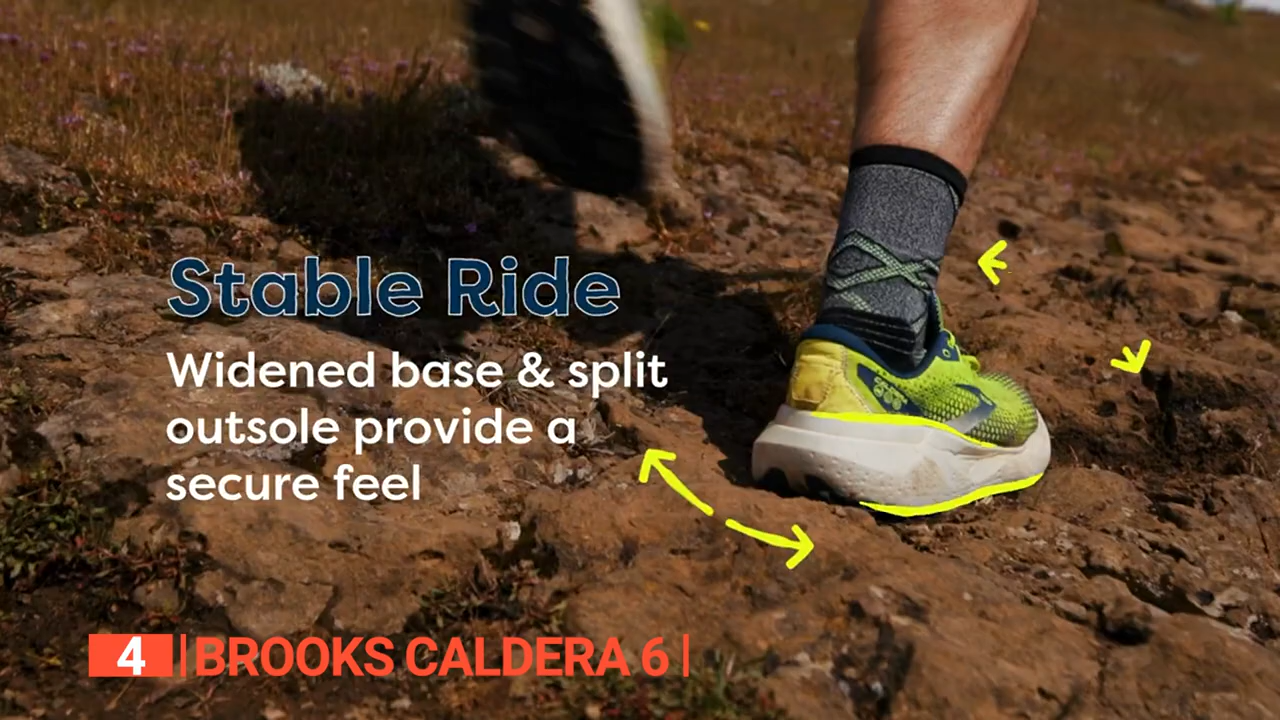 Stable Ride
Widened base & split
outsole provide a
secure feel
4 BROOKS CALDERA 6